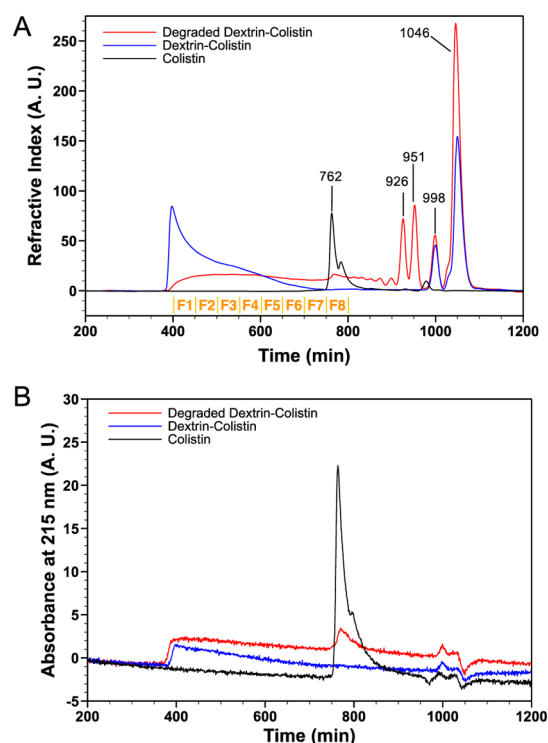 A
Degraded Dextrin-Colistin
Dextrin-Colistin
Colistin
Refractive Index (A. U.)
250
200
150
100
50
0
762
926
951
998
1046
F1 F2 F3 F4 F5 F6 F7 F8
200 400 600 800 1000 1200
Time (min)
B
Degraded Dextrin-Colistin
Dextrin-Colistin
Colistin
Absorbance at 215 nm (A. U.)
30
25
20
15
10
5
0
-5
200 400 600 800 1000 1200
Time (min)